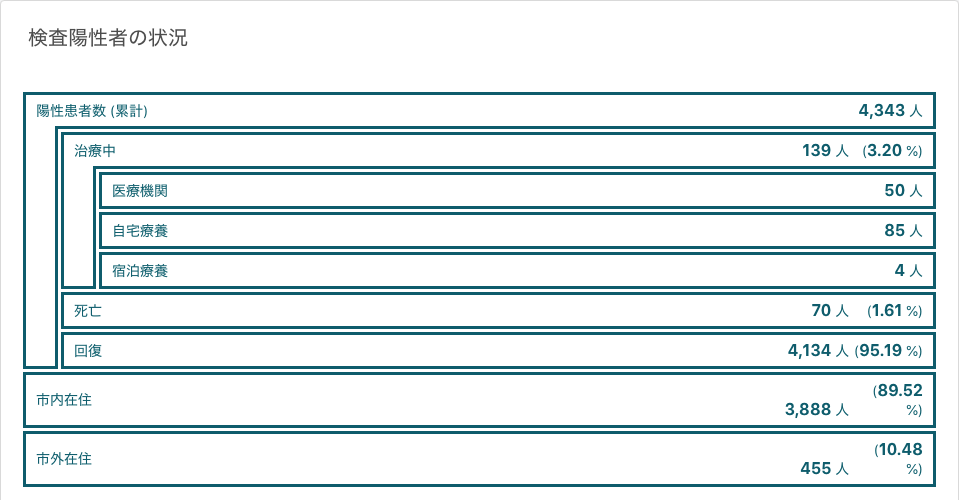 検査陽性者の状況
陽性患者数 (累計) 4,343 人
治療中 139 人 (3.20 %)
医療機関 50 人
自宅療養 85 人
宿泊療養 4 人
死亡 70 人 (1.61 %)
回復 4,134 人 (95.19 %)
市内在住 3,888 人 (89.52 %)
市外在住 455 人 (10.48 %)